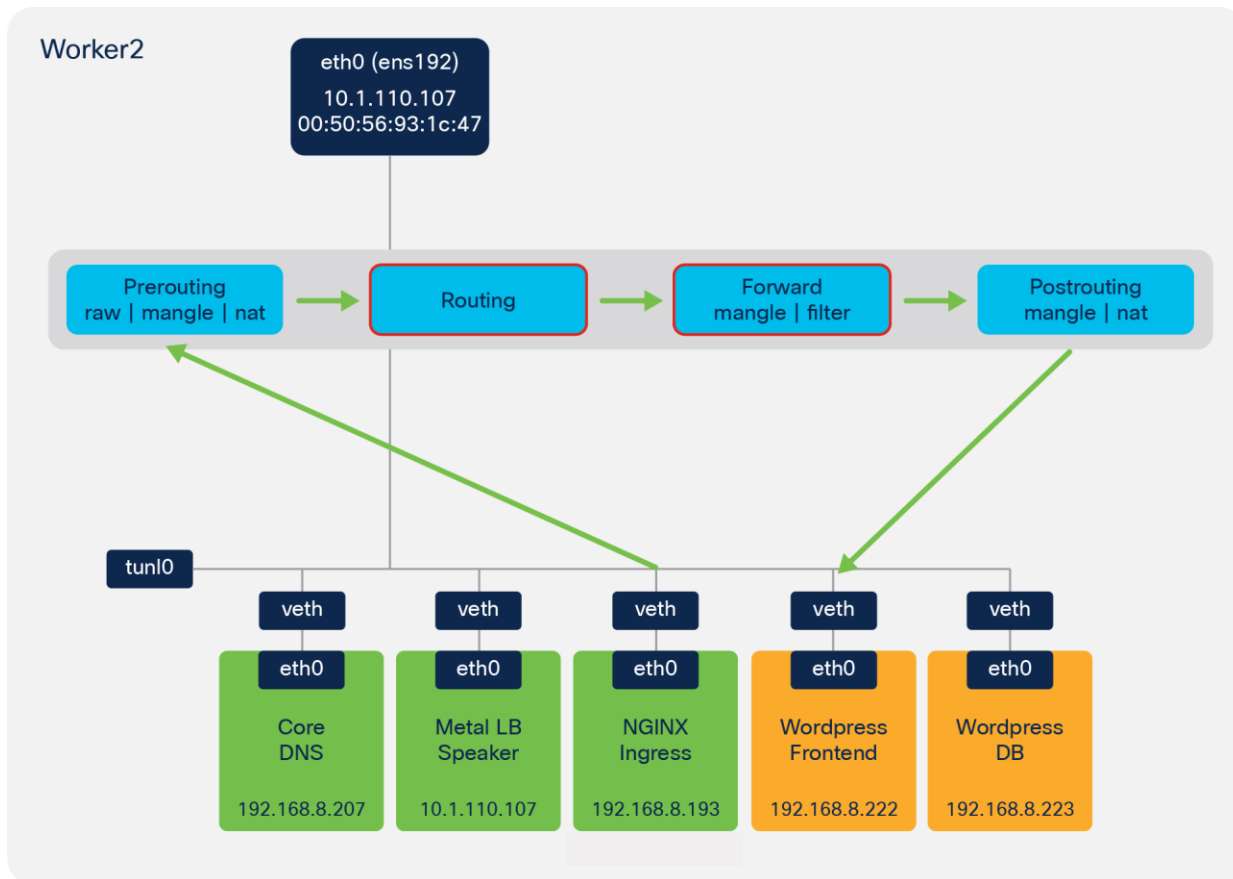 Worker2
eth0 (ens192)
10.1.110.107
00:50:56:93:1c:47
Prerouting
raw | mangle | nat
Routing
Forward
mangle | filter
Postrouting
mangle | nat
tunl0
veth
veth
veth
veth
veth
eth0
eth0
eth0
eth0
eth0
Core
DNS
192.168.8.207
Metal LB
Speaker
10.1.110.107
NGINX
Ingress
192.168.8.193
Wordpress
Frontend
192.168.8.222
Wordpress
DB
192.168.8.223